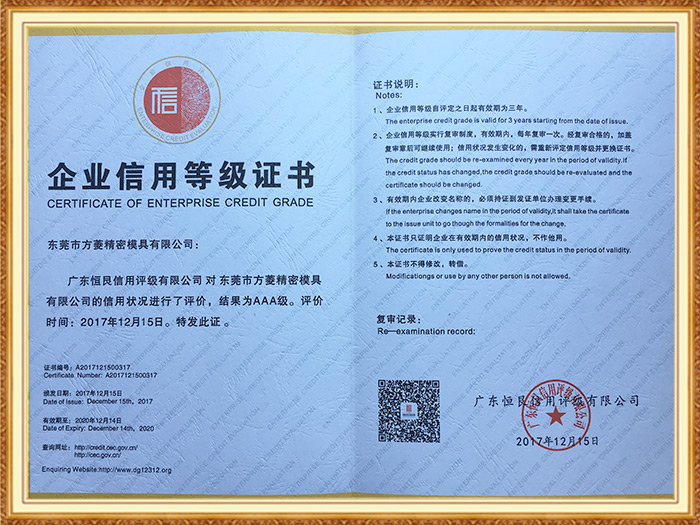 信
ENTERPRISE CREDIT EVALUATION
企业信用等级证书
CERTIFICATE OF ENTERPRISE CREDIT GRADE
东莞市方菱精密模具有限公司：
广东恒良信用评级有限公司 对 东莞市方菱精密模具
有限公司的信用状况进行了评价，结果为AAA级。评价
时间：2017年12月15日。特发此证 。
证书编号：A2017121500317
Certificate Number: A2017121500317
颁发日期：2017年12月15日
Date of Issue: December 15th, 2017
有效期至：2020年12月14日
Date of Expiry: December 14th, 2020
查询网址：http://credit.cec.gov.cn/
http://cec.gov.cn/
Enquiring Website:http://www.dg12312.org
证书说明：
Notes:
1、企业信用等级自评定之日起有效期为三年。
The enterprise credit grade is valid for 3 years starting from the date of issue.
2、企业信用等级实行复审制度，有效期内，每年复审一次。经复审合格的，加盖
复审章后可继续使用；信用状况发生变化的，需重新评定信用等级并更换证书。
The credit grade should be re-examined every year in the period of validity. if
the credit status has changed,the credit grade should be re-evaluated and the
certificate should be changed.
3、有效期内企业改变名称的，必须持证到发证单位办理变更手续。
If the enterprise changes name in the period of validity,it shall take the certificate
to the issue unit to go though the formalities for the change.
4、本证书只证明企业在有效期内的信用状况，不作他用。
The certificate is only used to prove the credit status in the period of validity.
5、本证书不得修改，转借。
Modificationgs or use by any other person is not allowed.
复审记录：
Re—examination record:
广东恒良信用评级有限公司
2017年12月15日